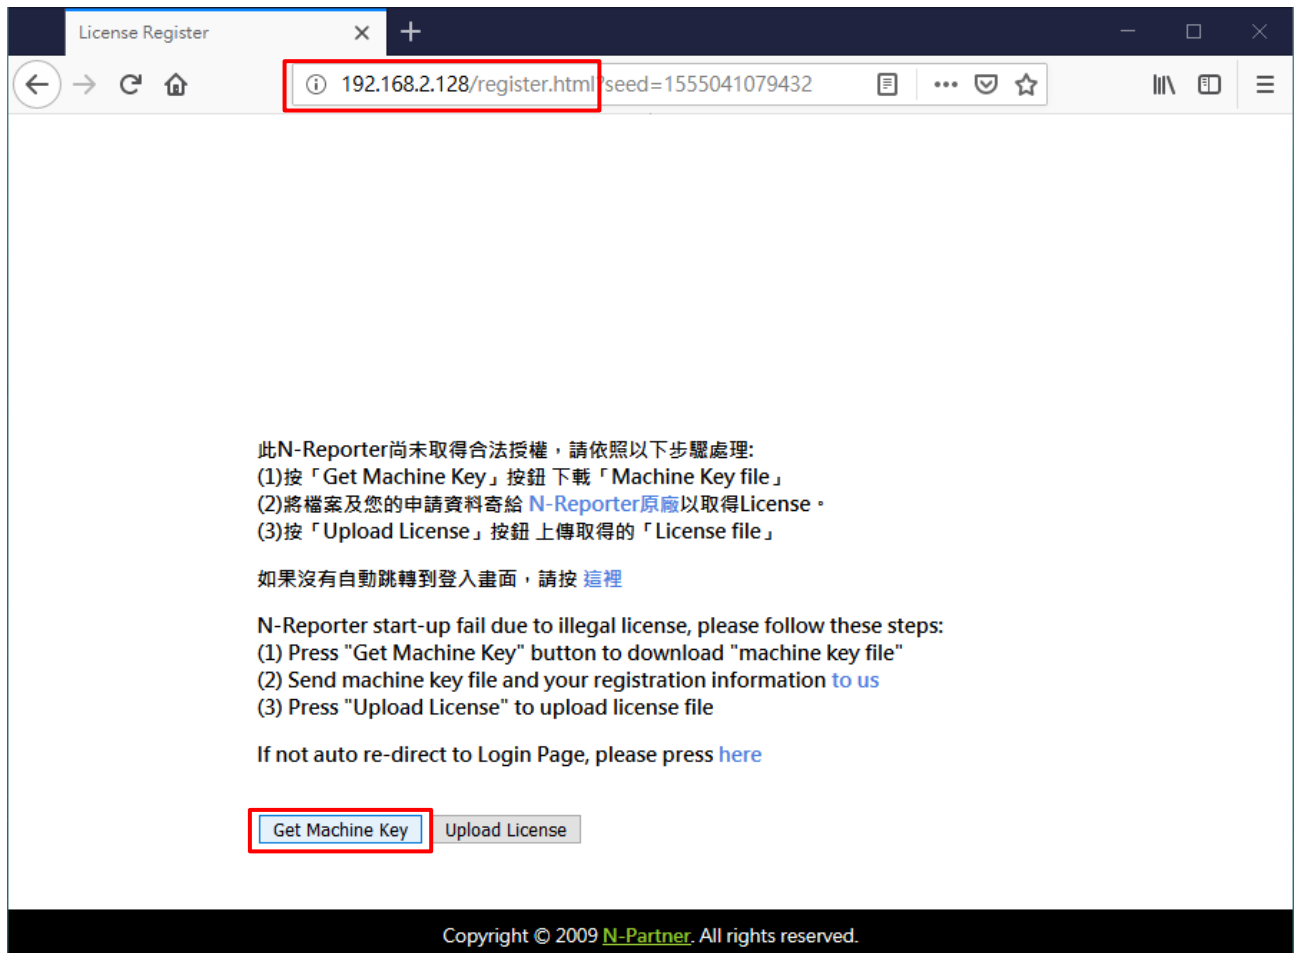 License Register
192.168.2.128/register.html?seed=1555041079432
此N-Reporter尚未取得合法授權，請依照以下步驟處理:
(1)按「Get Machine Key」按鈕 下載「Machine Key file」
(2)將檔案及您的申請資料寄給 N-Reporter原廠以取得License。
(3)按「Upload License」按鈕 上傳取得的「License file」
如果沒有自動跳轉到登入畫面，請按 這裡
N-Reporter start-up fail due to illegal license, please follow these steps:
(1) Press "Get Machine Key" button to download "machine key file"
(2) Send machine key file and your registration information to us
(3) Press "Upload License" to upload license file
If not auto re-direct to Login Page, please press here
Get Machine Key Upload License
Copyright © 2009 N-Partner. All rights reserved.